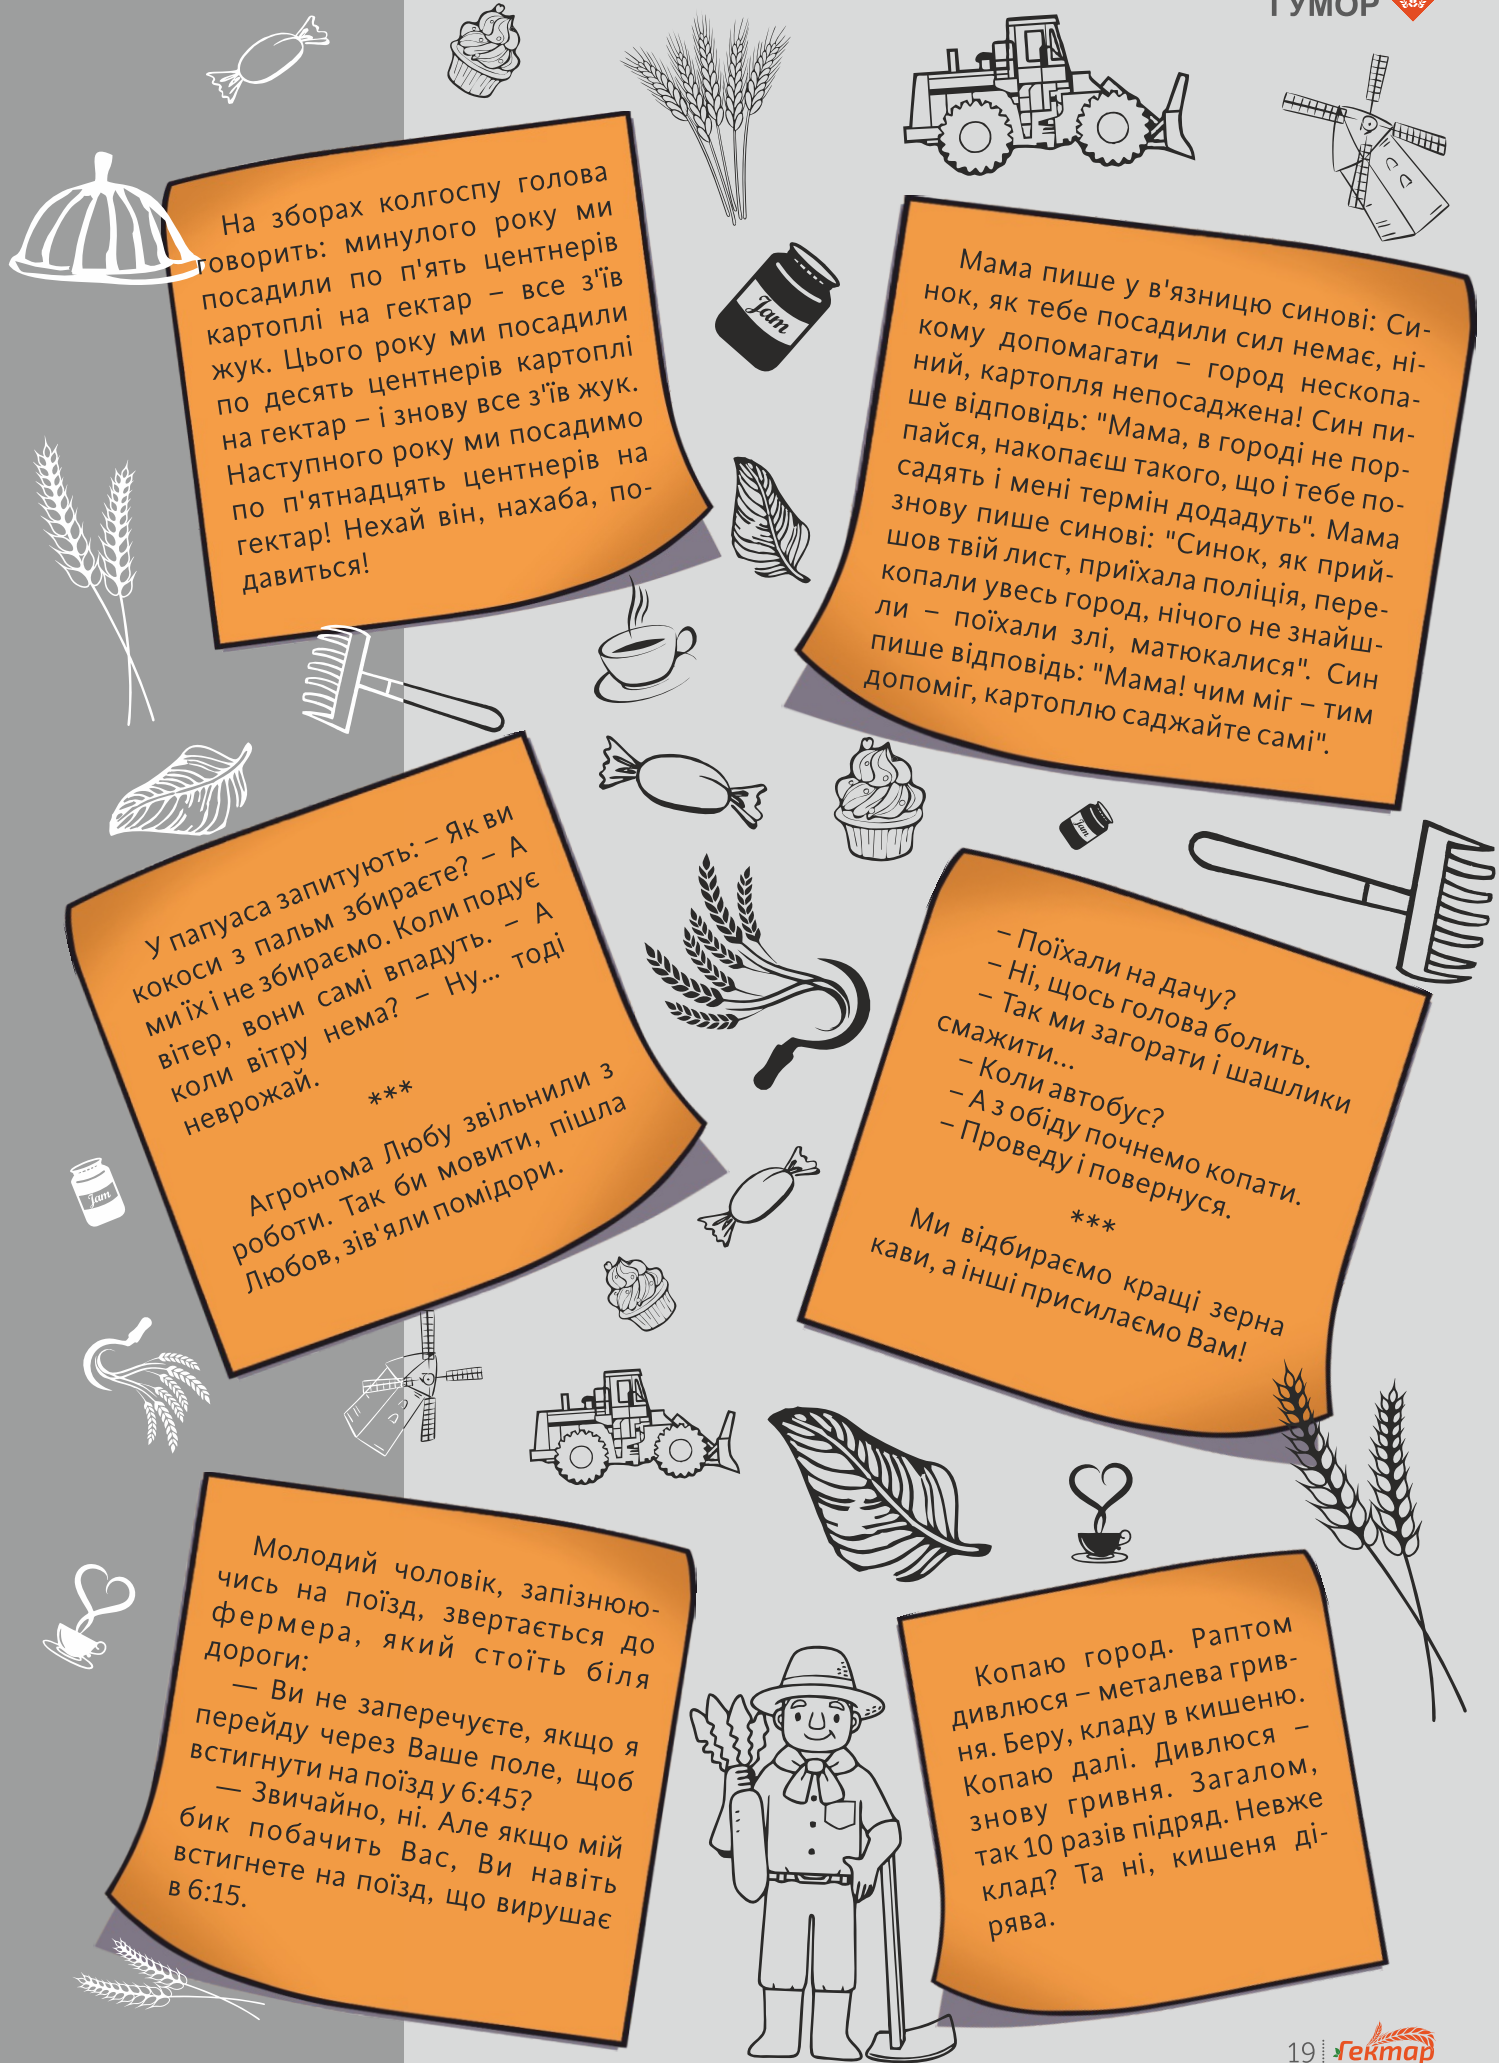 ГУМОР
На зборах колгоспу голова
говорить: минулого року ми
посадили по п'ять центнерів
картоплі на гектар – все з'їв
жук. Цього року ми посадили
по десять центнерів картоплі
на гектар – і знову все з'їв жук.
Наступного року ми посадимо
по п'ятнадцять центнерів на
гектар! Нехай він, нахаба, по-
давиться!
Jam
Мама пише у в'язницю синові: Си-
нок, як тебе посадили сил немає, ні-
кому допомагати – город нескопа-
ний, картопля непосаджена! Син пи-
ше відповідь: "Мама, в городі не пор-
пайся, накопаєш такого, що і тебе по-
садять і мені термін додадуть". Мама
знову пише синові: "Синок, як прий-
шов твій лист, приїхала поліція, пере-
копали увесь город, нічого не знайш-
ли – поїхали злі, матюкалися". Син
пише відповідь: "Мама! чим міг – тим
допоміг, картоплю саджайте самі".
Jam
У папуаса запитують: – Як ви
кокоси з пальм збираєте? – А
ми їх і не збираємо. Коли подує
вітер, вони самі впадуть. – А
коли вітру нема? – Ну... тоді
неврожай.
***
Агронома Любу звільнили з
роботи. Так би мовити, пішла
Любов, зів'яли помідори.
Jam
– Поїхали на дачу?
– Ні, щось голова болить.
– Так ми загорати і шашлики
смажити...
– Коли автобус?
– А з обіду почнемо копати.
– Проведу і повернуся.
***
Ми відбираємо кращі зерна
кави, а інші присилаємо Вам!
Молодий чоловік, запізнюю-
чись на поїзд, звертається до
фермера, який стоїть біля
дороги:
— Ви не заперечуєте, якщо я
перейду через Ваше поле, щоб
встигнути на поїзд у 6:45?
— Звичайно, ні. Але якщо мій
бик побачить Вас, Ви навіть
встигнете на поїзд, що вирушає
в 6:15.
Копаю город. Раптом
дивлюся – металева грив-
ня. Беру, кладу в кишеню.
Копаю далі. Дивлюся –
знову гривня. Загалом,
так 10 разів підряд. Невже
клад? Та ні, кишеня ді-
рява.
19 Гектар